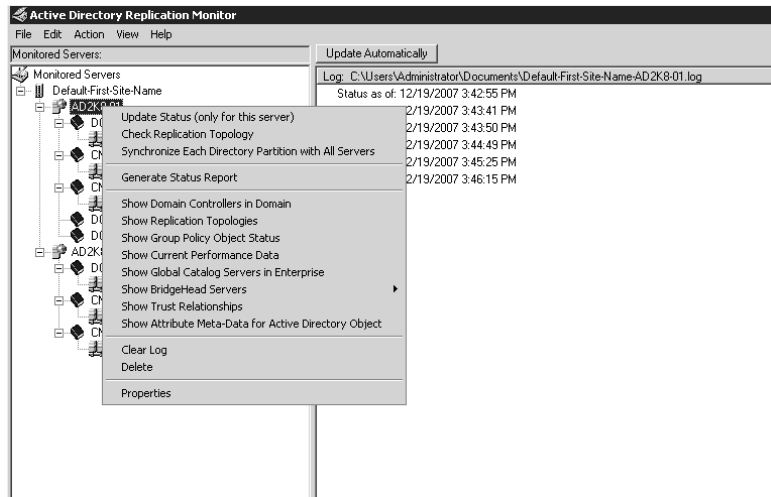 Active Directory Replication Monitor
File Edit Action View Help
Monitored Servers:
Update Automatically
Monitored Servers
Log: C:\Users\Administrator\Documents\Default-First-Site-Name-AD2K8-01.log
Default-First-Site-Name
Status as of: 12/19/2007 3:42:55 PM
2/19/2007 3:43:41 PM
2/19/2007 3:43:50 PM
2/19/2007 3:44:49 PM
2/19/2007 3:45:25 PM
2/19/2007 3:46:15 PM
AD2K8-01
Update Status (only for this server)
Check Replication Topology
Synchronize Each Directory Partition with All Servers
Generate Status Report
Show Domain Controllers in Domain
Show Replication Topologies
Show Group Policy Object Status
Show Current Performance Data
Show Global Catalog Servers in Enterprise
Show BridgeHead Servers
Show Trust Relationships
Show Attribute Meta-Data for Active Directory Object
Clear Log
Delete
Properties